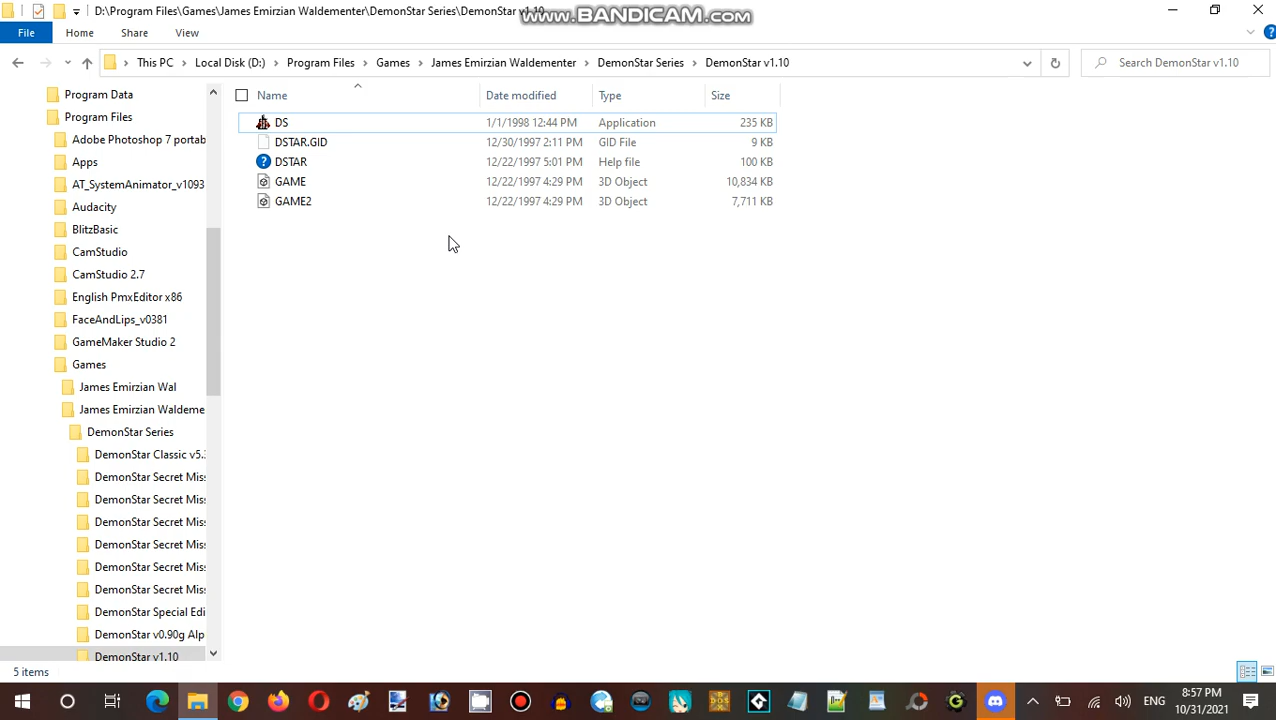 D:\Program Files\Games\James Emirzian Waldementer\DemonStar Series\DemonStar v1.10
www.BANDICAM.com
File Home Share View
This PC Local Disk (D:) Program Files Games James Emirzian Waldementer DemonStar Series DemonStar v1.10
Search DemonStar v1.10
Name Date modified Type Size
DS 1/1/1998 12:44 PM Application 235 KB
DSTAR.GID 12/30/1997 2:11 PM GID File 9 KB
DSTAR 12/22/1997 5:01 PM Help file 100 KB
GAME 12/22/1997 4:29 PM 3D Object 10,834 KB
GAME2 12/22/1997 4:29 PM 3D Object 7,711 KB
Program Data
Program Files
Adobe Photoshop 7 portab
Apps
AT_SystemAnimator_v1093
Audacity
BlitzBasic
CamStudio
CamStudio 2.7
English PmxEditor x86
FaceAndLips_v0381
GameMaker Studio 2
Games
James Emirzian Wal
James Emirzian Waldeme
DemonStar Series
DemonStar Classic v5.
DemonStar Secret Mis
DemonStar Secret Mis
DemonStar Secret Mis
DemonStar Secret Mis
DemonStar Secret Mis
DemonStar Secret Mis
DemonStar Special Edi
DemonStar v0.90g Alp
DemonStar v1.10
5 items
ENG
8:57 PM
10/31/2021